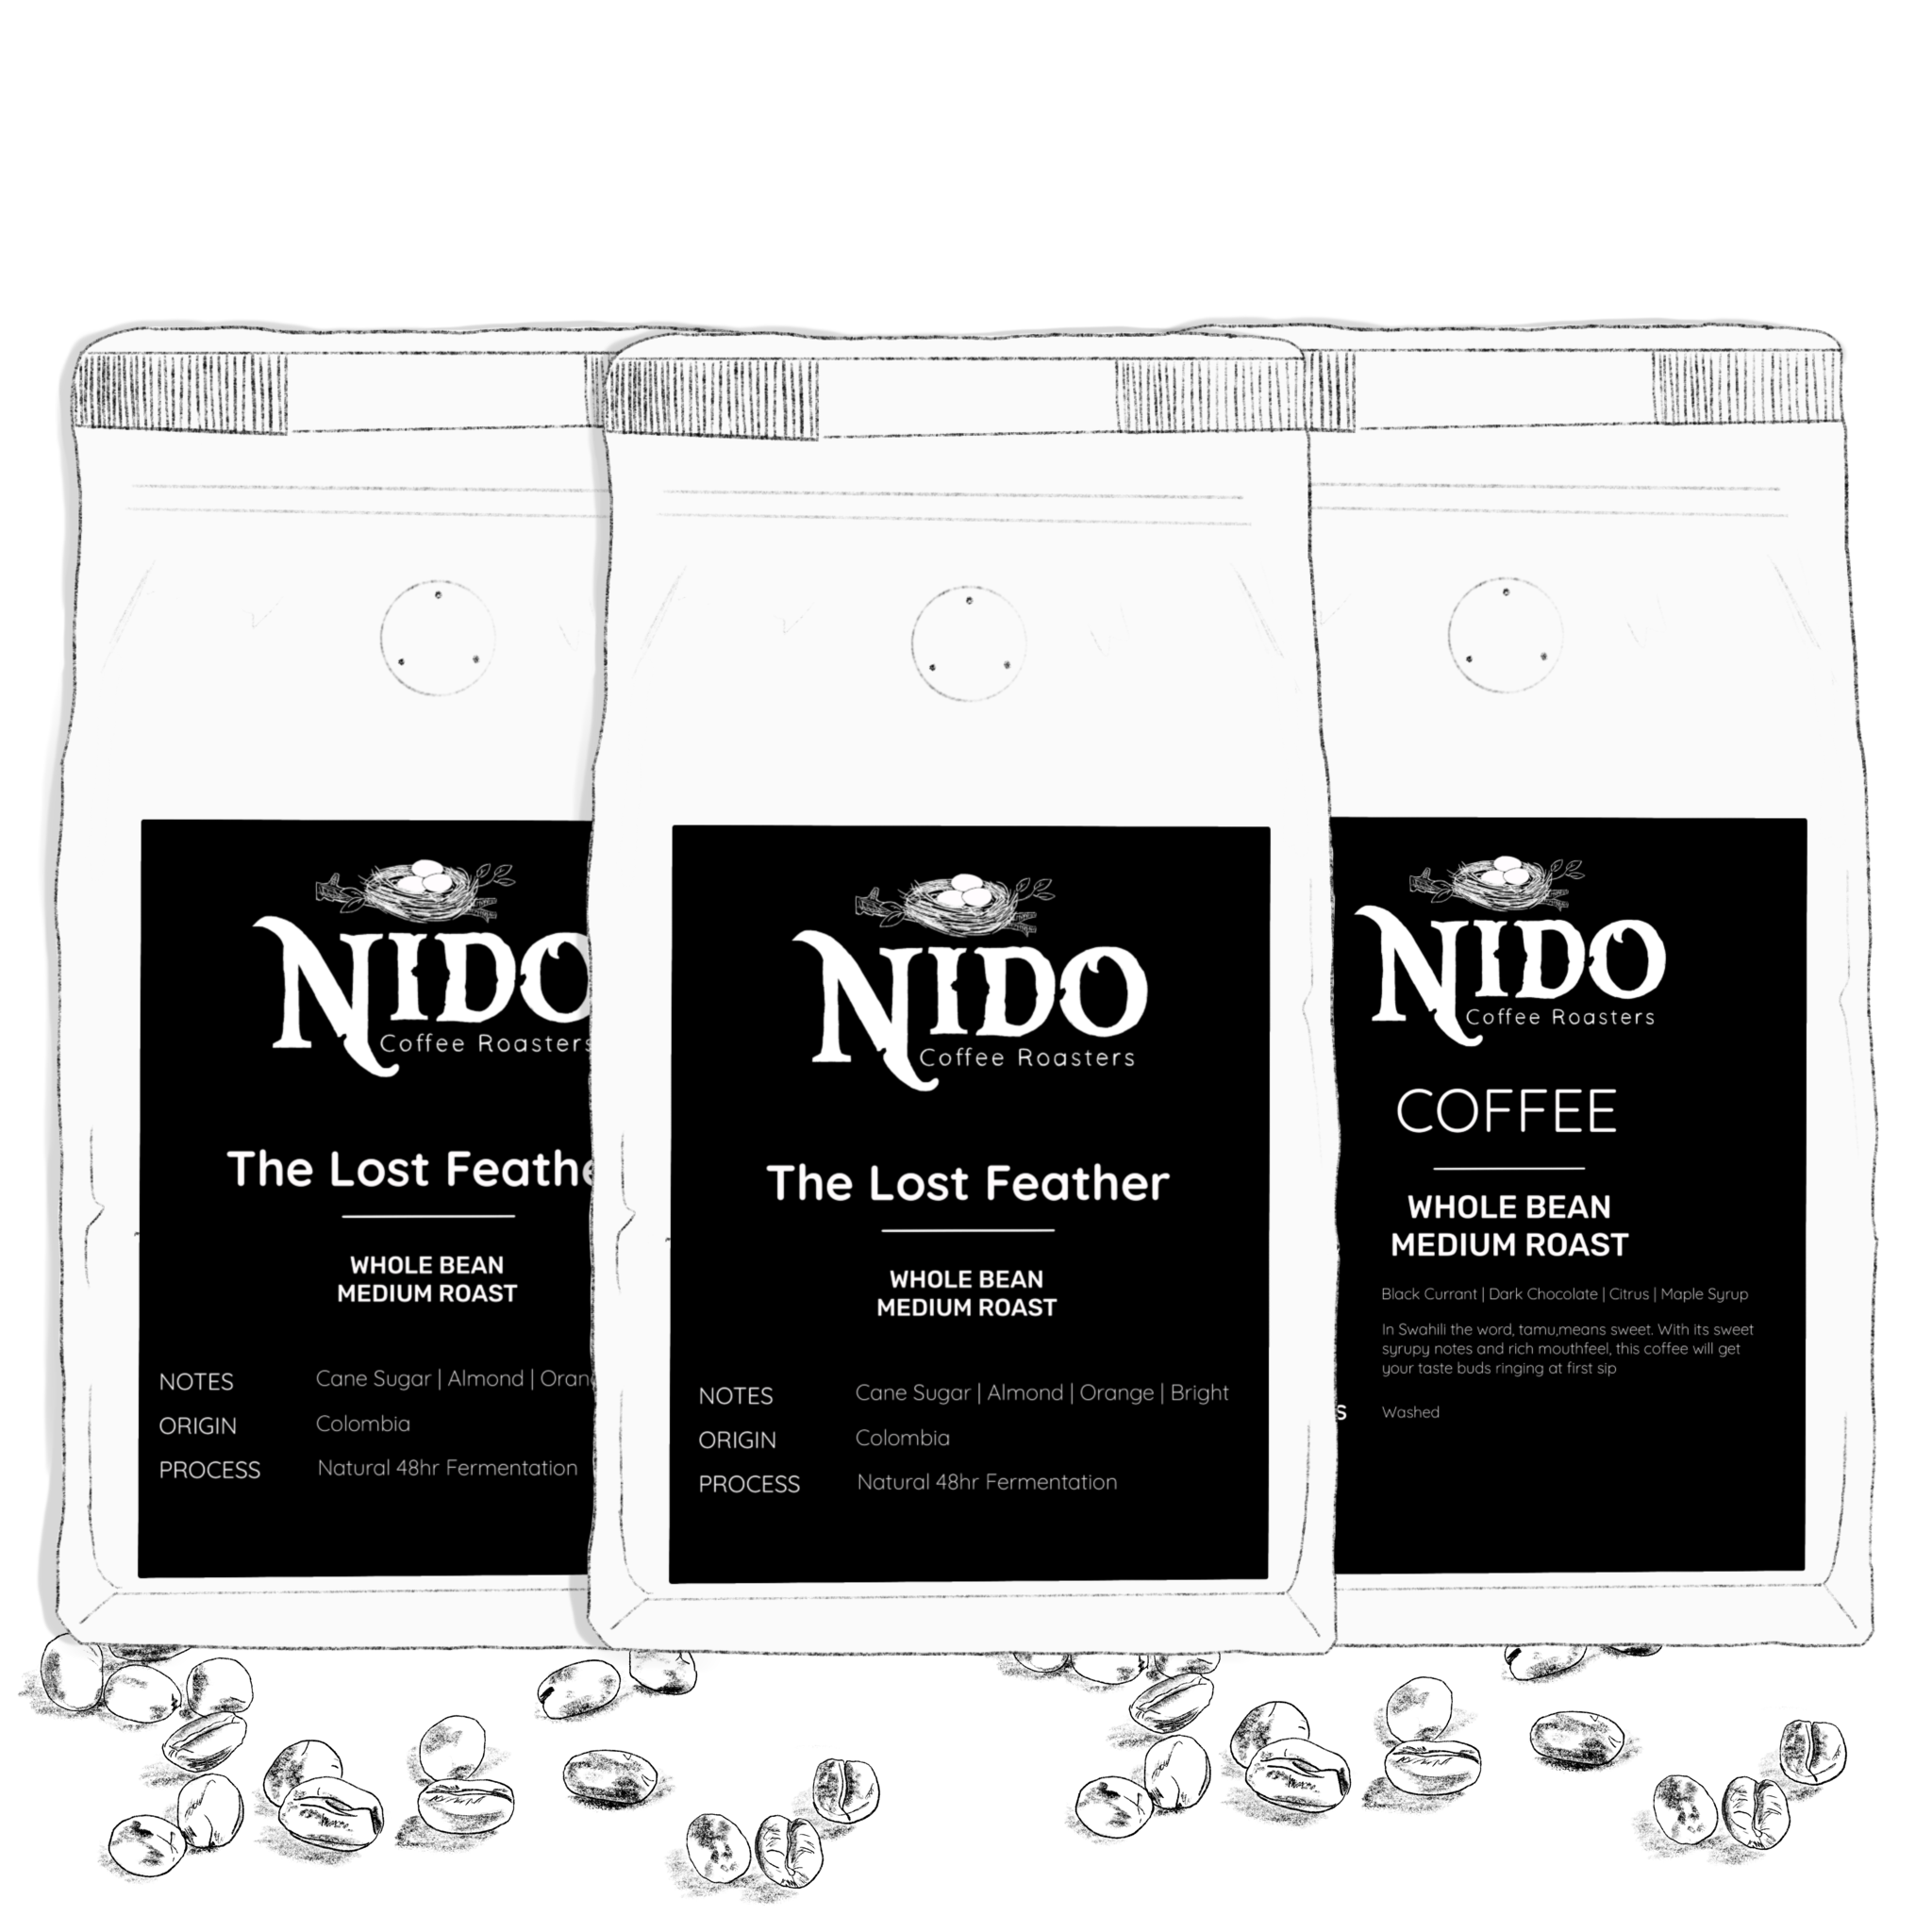 NIDO
Coffee Roasters
The Lost Feathe
WHOLE BEAN
MEDIUM ROAST
NOTES Cane Sugar | Almond | Oran
ORIGIN Colombia
PROCESS Natural 48hr Fermentation
NIDO
Coffee Roasters
The Lost Feather
WHOLE BEAN
MEDIUM ROAST
NOTES Cane Sugar | Almond | Orange | Bright
ORIGIN Colombia
PROCESS Natural 48hr Fermentation
NIDO
Coffee Roasters
COFFEE
WHOLE BEAN
MEDIUM ROAST
Black Currant | Dark Chocolate | Citrus | Maple Syrup
In Swahili the word, tamu,means sweet. With its sweet
syrupy notes and rich mouthfeel, this coffee will get
your taste buds ringing at first sip
S Washed